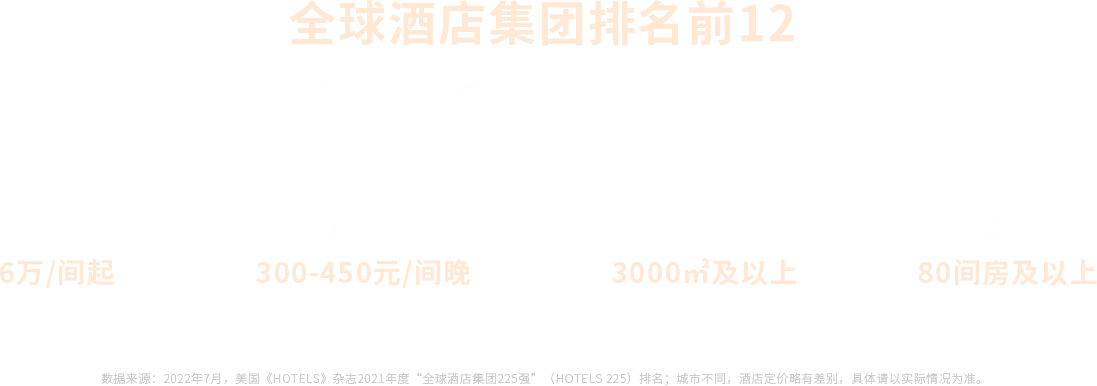 全球酒店集团排名前12
6万/间起
300-450元/间晚
3000㎡及以上
80间房及以上
数据来源：2022年7月，美国《HOTELS》杂志2021年度“全球酒店集团225强”（HOTELS 225）排名；城市不同，酒店定价略有差别，具体请以实际情况为准。